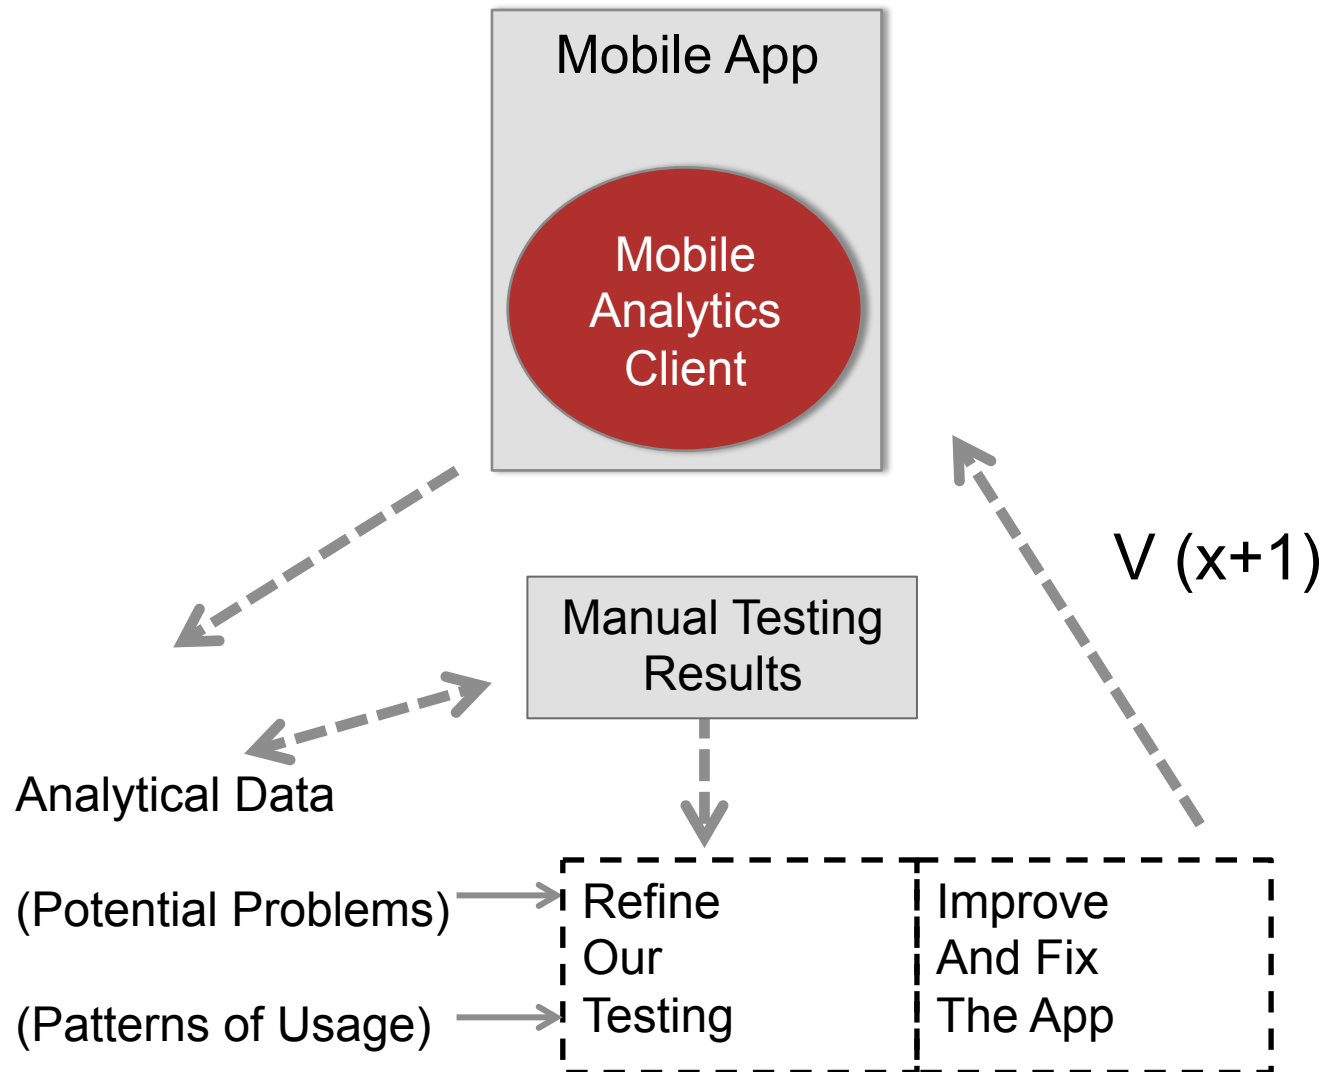 Mobile App
Mobile
Analytics
Client
V (x+1)
Manual Testing
Results
Analytical Data
(Potential Problems)
(Patterns of Usage)
Refine
Our
Testing
Improve
And Fix
The App